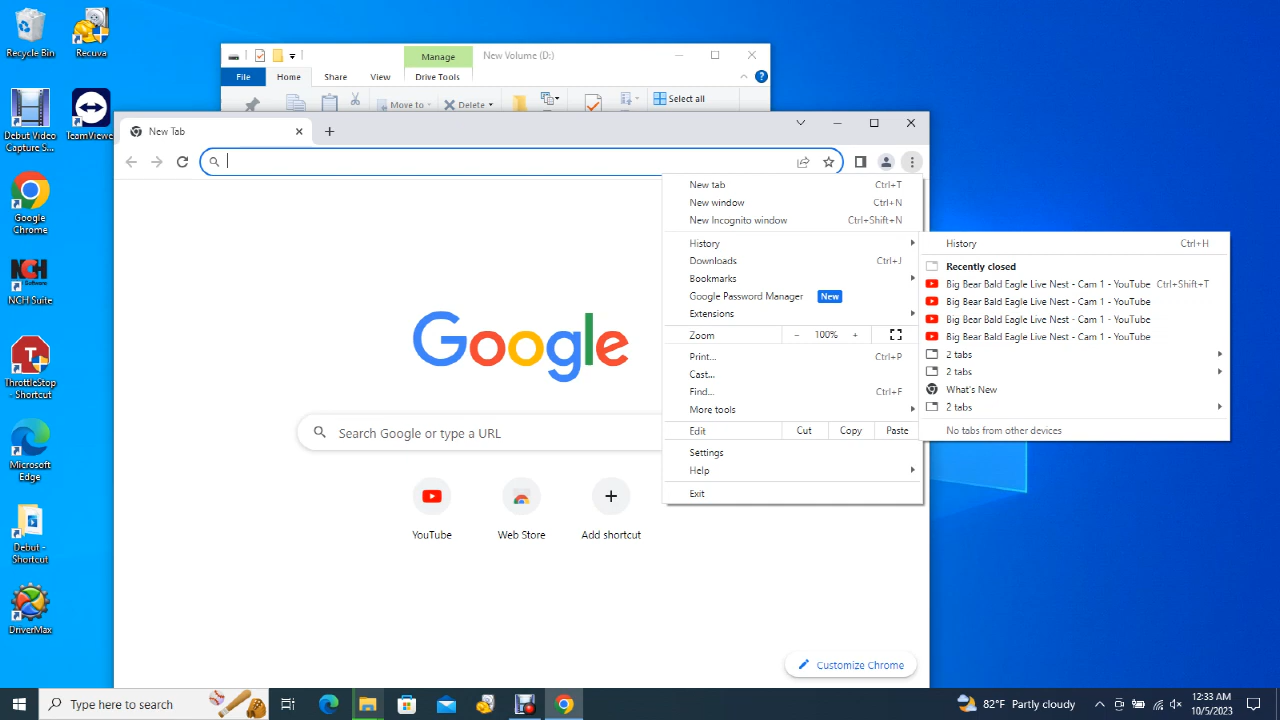 Recycle Bin
Recuva
Debut Video
Capture S...
TeamViewer
Google
Chrome
NCH
Software
NCH Suite
ThrottleStop
- Shortcut
Microsoft
Edge
Debut -
Shortcut
DriverMax
Manage
New Volume (D:)
File
Home
Share
View
Drive Tools
Move to
Delete
Select all
New Tab
New tab Ctrl+T
New window Ctrl+N
New Incognito window Ctrl+Shift+N
History
Downloads Ctrl+J
Bookmarks
Google Password Manager New
Extensions
Zoom - 100% +
Print... Ctrl+P
Cast...
Find... Ctrl+F
More tools
Edit Cut Copy Paste
Settings
Help
Exit
History Ctrl+H
Recently closed
Big Bear Bald Eagle Live Nest - Cam 1 - YouTube Ctrl+Shift+T
Big Bear Bald Eagle Live Nest - Cam 1 - YouTube
Big Bear Bald Eagle Live Nest - Cam 1 - YouTube
Big Bear Bald Eagle Live Nest - Cam 1 - YouTube
2 tabs
2 tabs
What's New
2 tabs
No tabs from other devices
Google
Search Google or type a URL
YouTube
Web Store
Add shortcut
Customize Chrome
Type here to search
82°F Partly cloudy
12:33 AM
10/5/2023